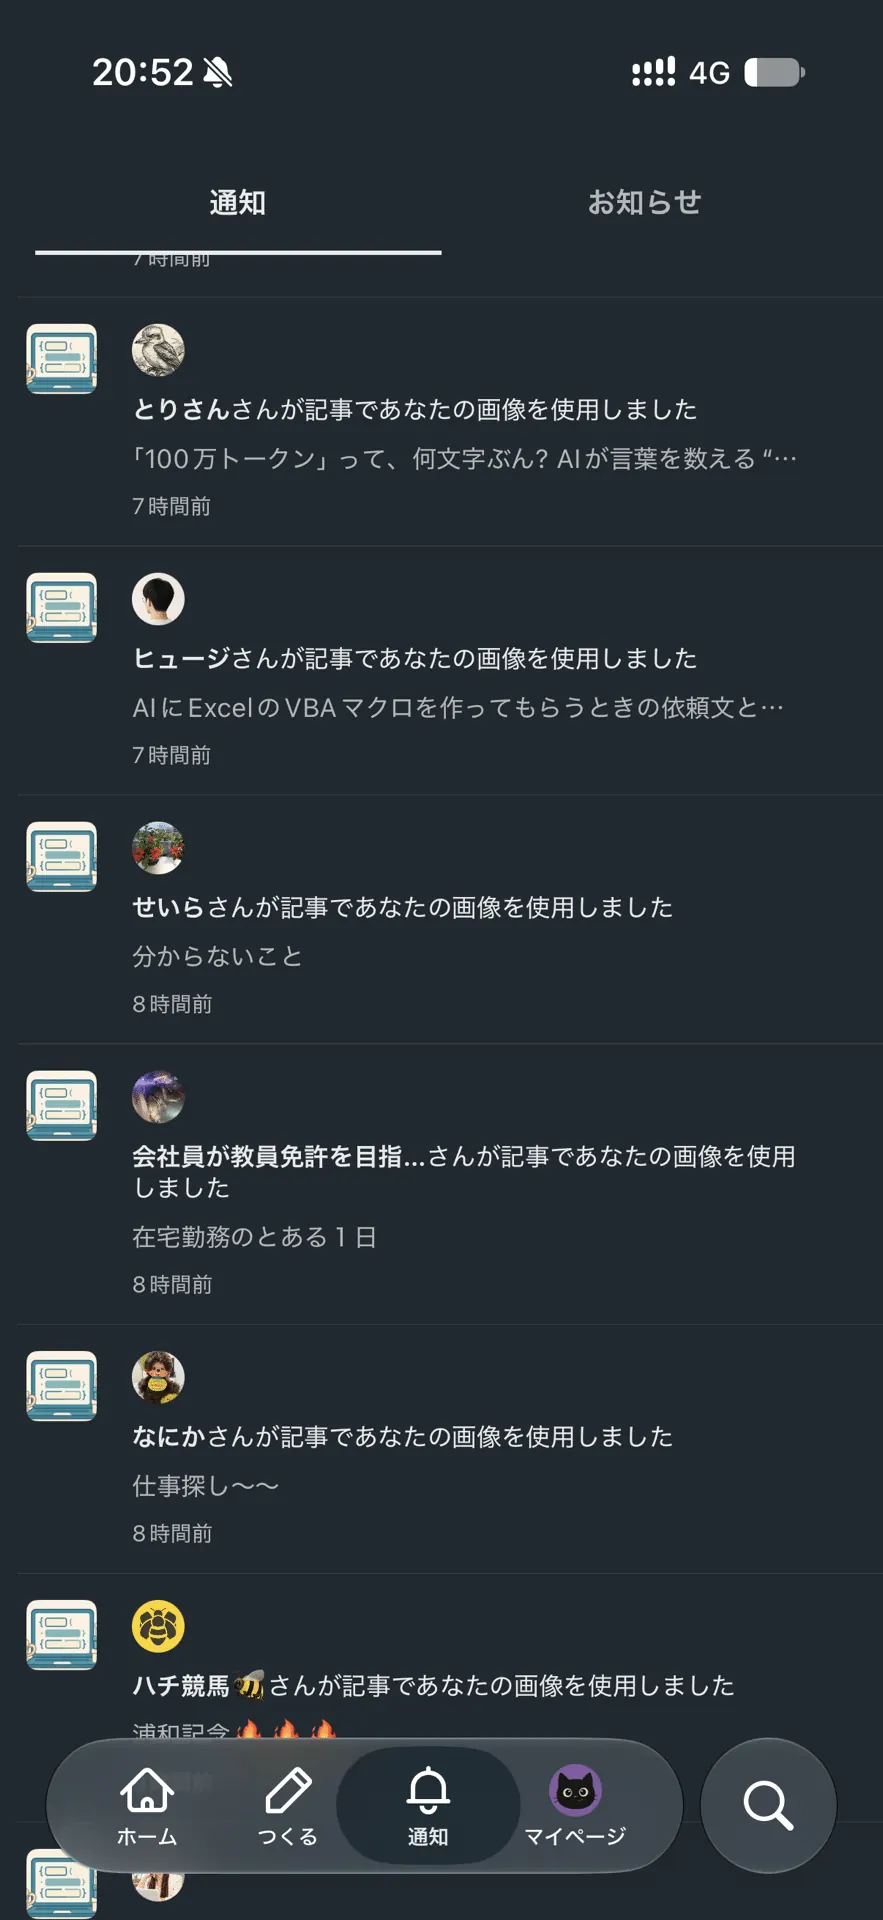 20:52
4G
通知
お知らせ
7時間前
とりさんさんが記事であなたの画像を使用しました
「100万トークン」って、何文字ぶん? AIが言葉を数える “…
7時間前
ヒュージさんが記事であなたの画像を使用しました
AIにExcelのVBAマクロを作ってもらうときの依頼文と…
7時間前
せいらさんが記事であなたの画像を使用しました
分からないこと
8時間前
会社員が教員免許を目指...さんが記事であなたの画像を使用
しました
在宅勤務のとある1日
8時間前
なにかさんが記事であなたの画像を使用しました
仕事探し〜〜
8時間前
ハチ競馬🐝さんが記事であなたの画像を使用しました
浦和記念🔥🔥🔥
ホーム
つくる
通知
マイページ